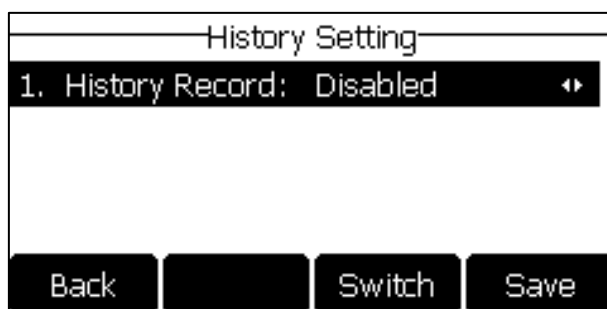 History Setting
1. History Record: Disabled
Back Switch Save